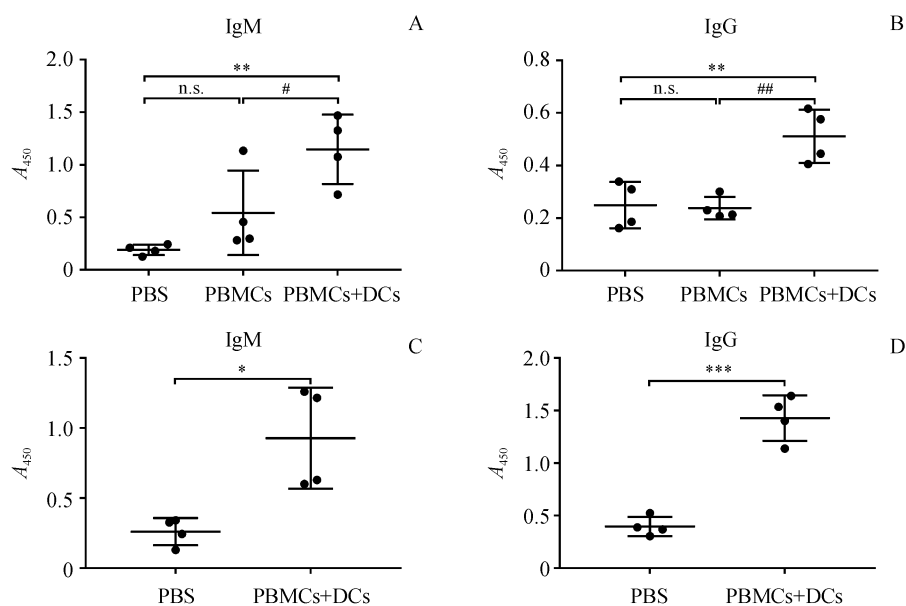 IgM
A
2.0
1.5
1.0
0.5
0
A450
**
n.s.
#
PBS
PBMCs
PBMCs+DCs
IgG
B
0.8
0.6
0.4
0.2
0
A450
**
n.s.
##
PBS
PBMCs
PBMCs+DCs
IgM
C
1.5
1.0
0.5
0
A450
*
PBS
PBMCs+DCs
IgG
D
2.0
1.5
1.0
0.5
0
A450
***
PBS
PBMCs+DCs